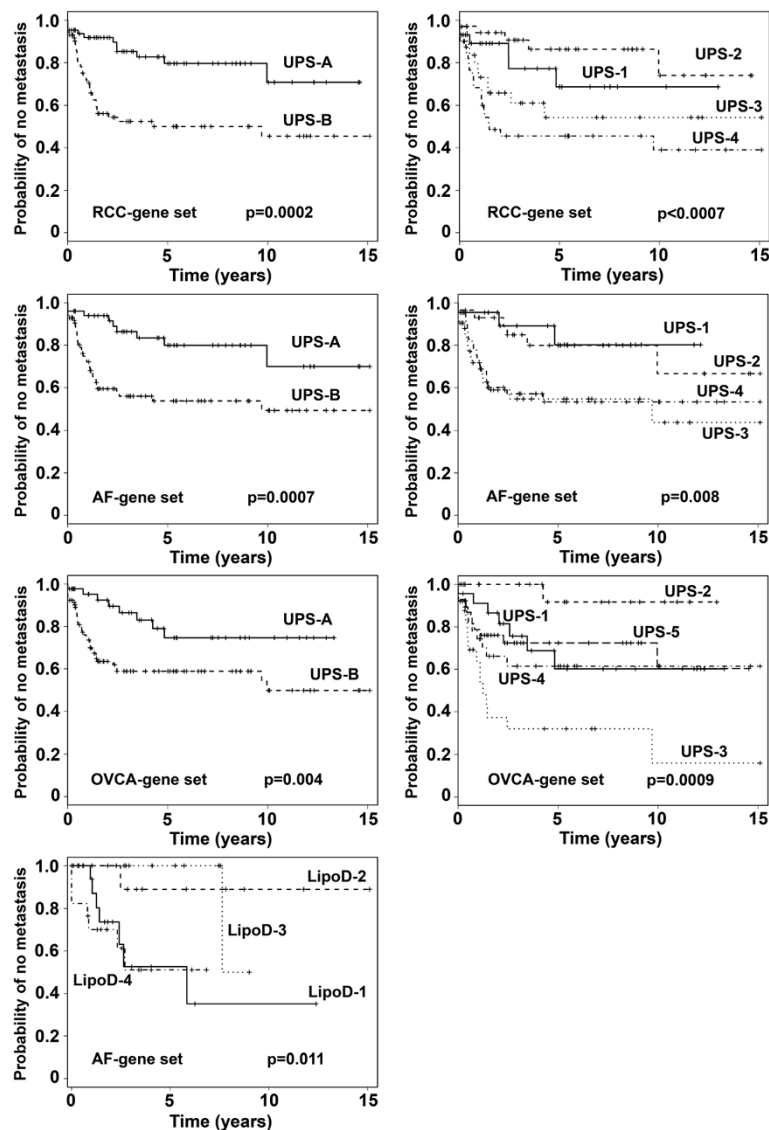 1.0
0.8
0.6
0.4
0.2
0
Probability of no metastasis
UPS-A
UPS-B
RCC-gene set p=0.0002
0 5 10 15
Time (years)
1.0
0.8
0.6
0.4
0.2
0
Probability of no metastasis
UPS-2
UPS-1
UPS-3
UPS-4
RCC-gene set p<0.0007
0 5 10 15
Time (years)
1.0
0.8
0.6
0.4
0.2
0
Probability of no metastasis
UPS-A
UPS-B
AF-gene set p=0.0007
0 5 10 15
Time (years)
1.0
0.8
0.6
0.4
0.2
0
Probability of no metastasis
UPS-1
UPS-2
UPS-4
UPS-3
AF-gene set p=0.008
0 5 10 15
Time (years)
1.0
0.8
0.6
0.4
0.2
0
Probability of no metastasis
UPS-A
UPS-B
OVCA-gene set p=0.004
0 5 10 15
Time (years)
1.0
0.8
0.6
0.4
0.2
0
Probability of no metastasis
UPS-2
UPS-1
UPS-5
UPS-4
UPS-3
OVCA-gene set p=0.0009
0 5 10 15
Time (years)
1.0
0.8
0.6
0.4
0.2
0
Probability of no metastasis
LipoD-2
LipoD-3
LipoD-4
LipoD-1
AF-gene set p=0.011
0 5 10 15
Time (years)